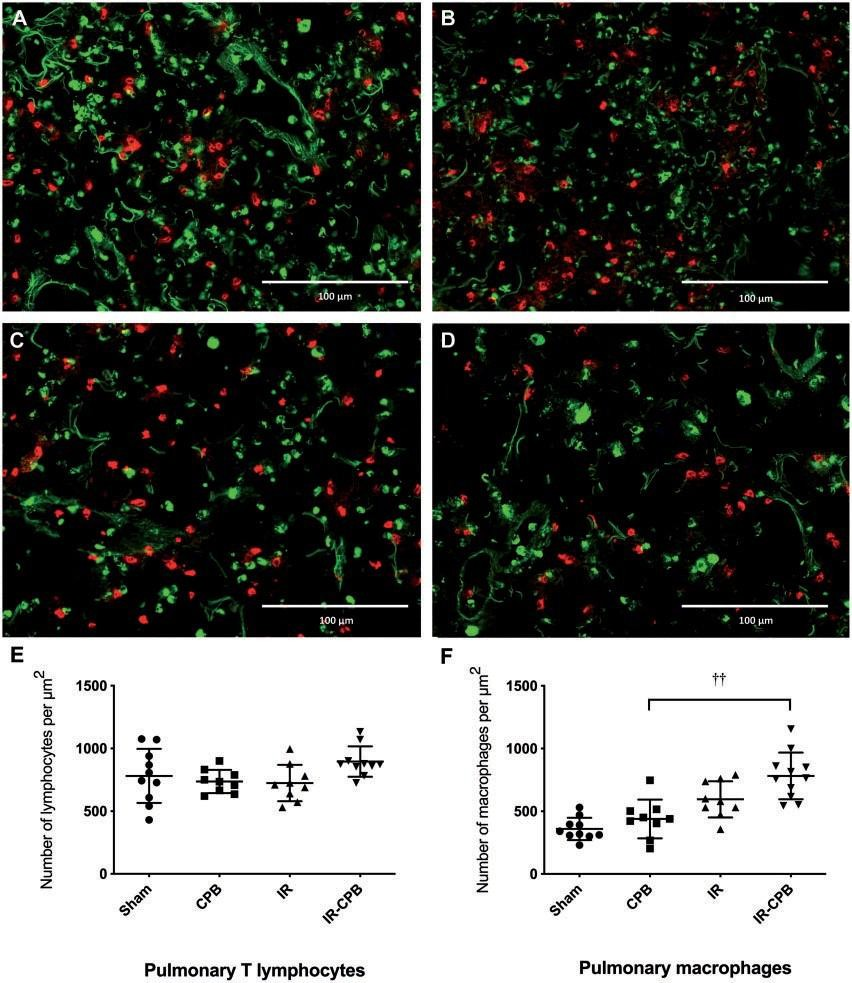 A
B
100 µm
100 µm
C
D
100 µm
100 µm
E
Number of lymphocytes per µm²
1500
1000
500
0
Sham
CPB
IR
IR-CPB
Pulmonary T lymphocytes
F
Number of macrophages per µm²
††
1500
1000
500
0
Sham
CPB
IR
IR-CPB
Pulmonary macrophages